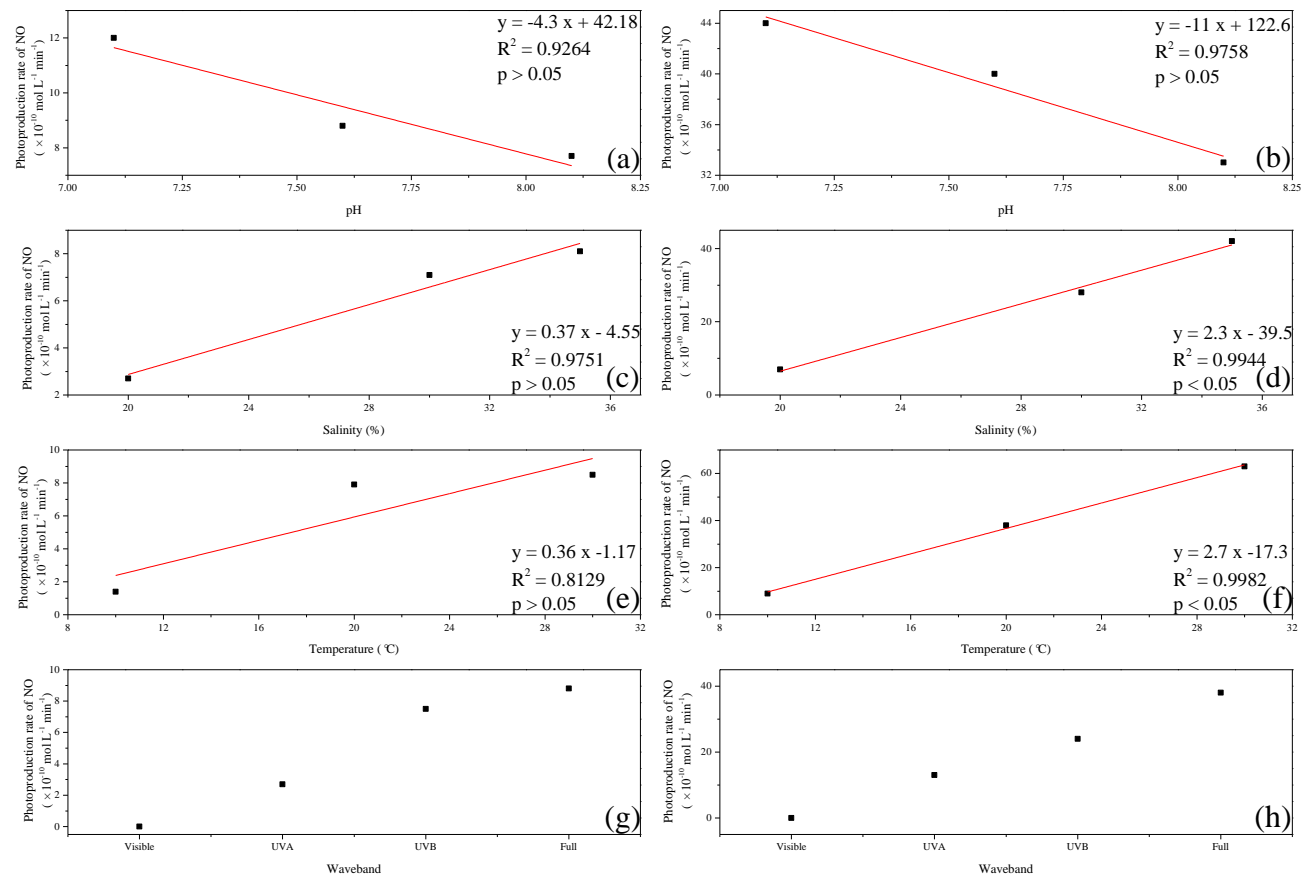 Photoproduction rate of NO
( ×10⁻¹⁰ mol L⁻¹ min⁻¹)
12
10
8
y = -4.3 x + 42.18
R² = 0.9264
p > 0.05
(a)
7.00 7.25 7.50 7.75 8.00 8.25
pH
Photoproduction rate of NO
( ×10⁻¹⁰ mol L⁻¹ min⁻¹)
44
40
36
32
y = -11 x + 122.6
R² = 0.9758
p > 0.05
(b)
7.00 7.25 7.50 7.75 8.00 8.25
pH
Photoproduction rate of NO
( ×10⁻¹⁰ mol L⁻¹ min⁻¹)
8
6
4
2
y = 0.37 x - 4.55
R² = 0.9751
p > 0.05
(c)
20 24 28 32 36
Salinity (%)
Photoproduction rate of NO
( ×10⁻¹⁰ mol L⁻¹ min⁻¹)
40
20
0
y = 2.3 x - 39.5
R² = 0.9944
p < 0.05
(d)
20 24 28 32 36
Salinity (%)
Photoproduction rate of NO
( ×10⁻¹⁰ mol L⁻¹ min⁻¹)
10
8
6
4
2
0
y = 0.36 x -1.17
R² = 0.8129
p > 0.05
(e)
8 12 16 20 24 28 32
Temperature ( ℃)
Photoproduction rate of NO
( ×10⁻¹⁰ mol L⁻¹ min⁻¹)
60
40
20
0
y = 2.7 x -17.3
R² = 0.9982
p < 0.05
(f)
8 12 16 20 24 28 32
Temperature ( ℃)
Photoproduction rate of NO
( ×10⁻¹⁰ mol L⁻¹ min⁻¹)
10
8
6
4
2
0
(g)
Visible UVA UVB Full
Waveband
Photoproduction rate of NO
( ×10⁻¹⁰ mol L⁻¹ min⁻¹)
40
20
0
(h)
Visible UVA UVB Full
Waveband